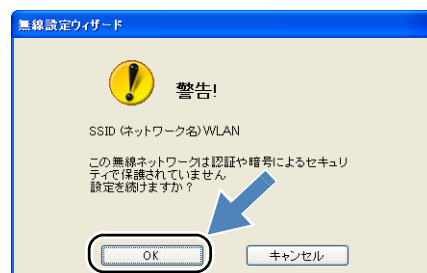 無線設定ウィザード
警告!
SSID (ネットワーク名) WLAN
この無線ネットワークは認証や暗号によるセキュリ
ティで保護されていません
設定を続けますか？
OK
キャンセル